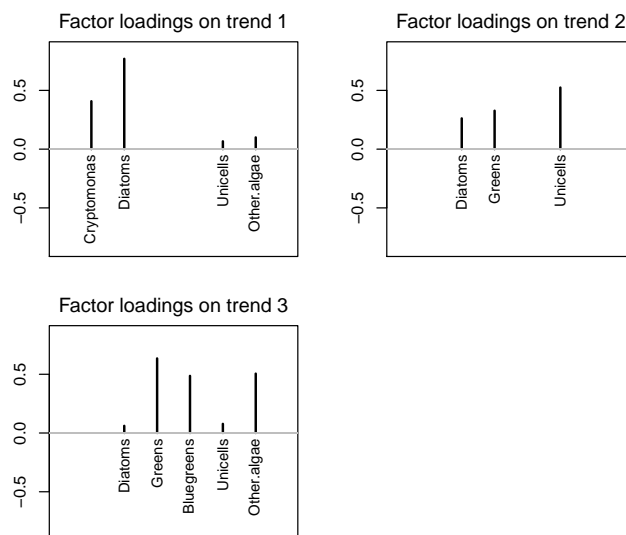 Factor loadings on trend 1
0.5
0.0
−0.5
Cryptomonas
Diatoms
Unicells
Other.algae
Factor loadings on trend 2
0.5
0.0
−0.5
Diatoms
Greens
Unicells
Factor loadings on trend 3
0.5
0.0
−0.5
Diatoms
Greens
Bluegreens
Unicells
Other.algae